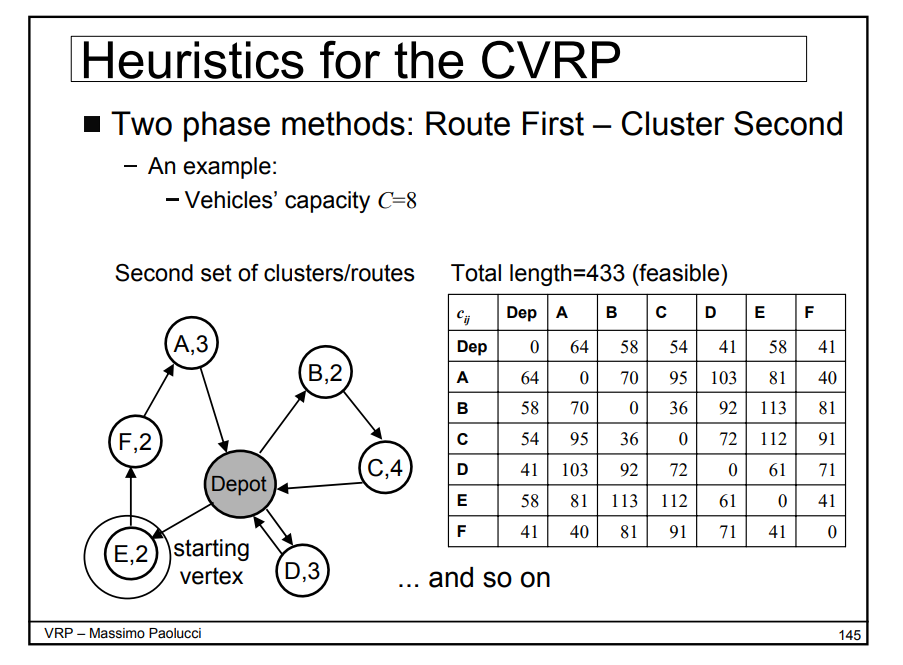 Heuristics for the CVRP
■ Two phase methods: Route First – Cluster Second
– An example:
– Vehicles' capacity C=8
Second set of clusters/routes
Total length=433 (feasible)
A,3
B,2
F,2
C,4
Depot
E,2
starting
vertex
D,3
cij Dep A B C D E F
Dep 0 64 58 54 41 58 41
A 64 0 70 95 103 81 40
B 58 70 0 36 92 113 81
C 54 95 36 0 72 112 91
D 41 103 92 72 0 61 71
E 58 81 113 112 61 0 41
F 41 40 81 91 71 41 0
... and so on
VRP – Massimo Paolucci
145